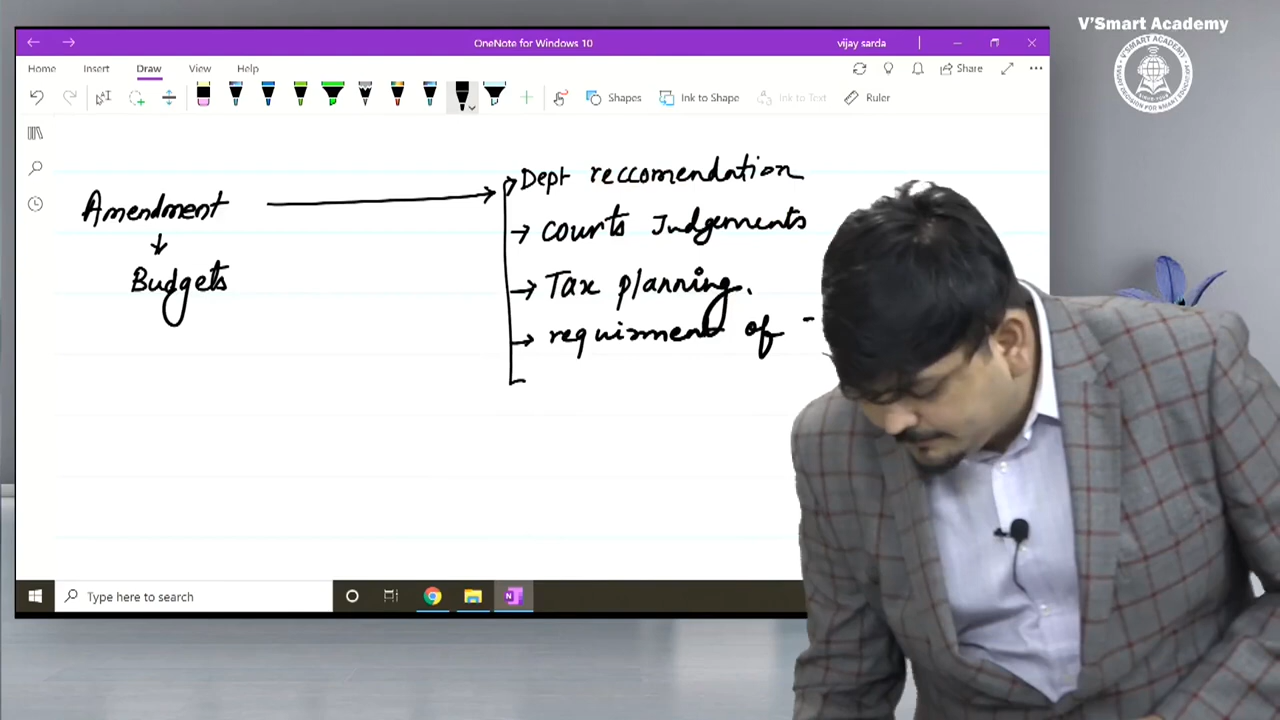 V'Smart Academy
OneNote for Windows 10
vijay sarda
Home Insert Draw View Help
Share
Shapes Ink to Shape Ink to Text Ruler
Dept reccomendation
Amendment
Courts Judgements
Budgets
Tax planning.
requirment of
Type here to search